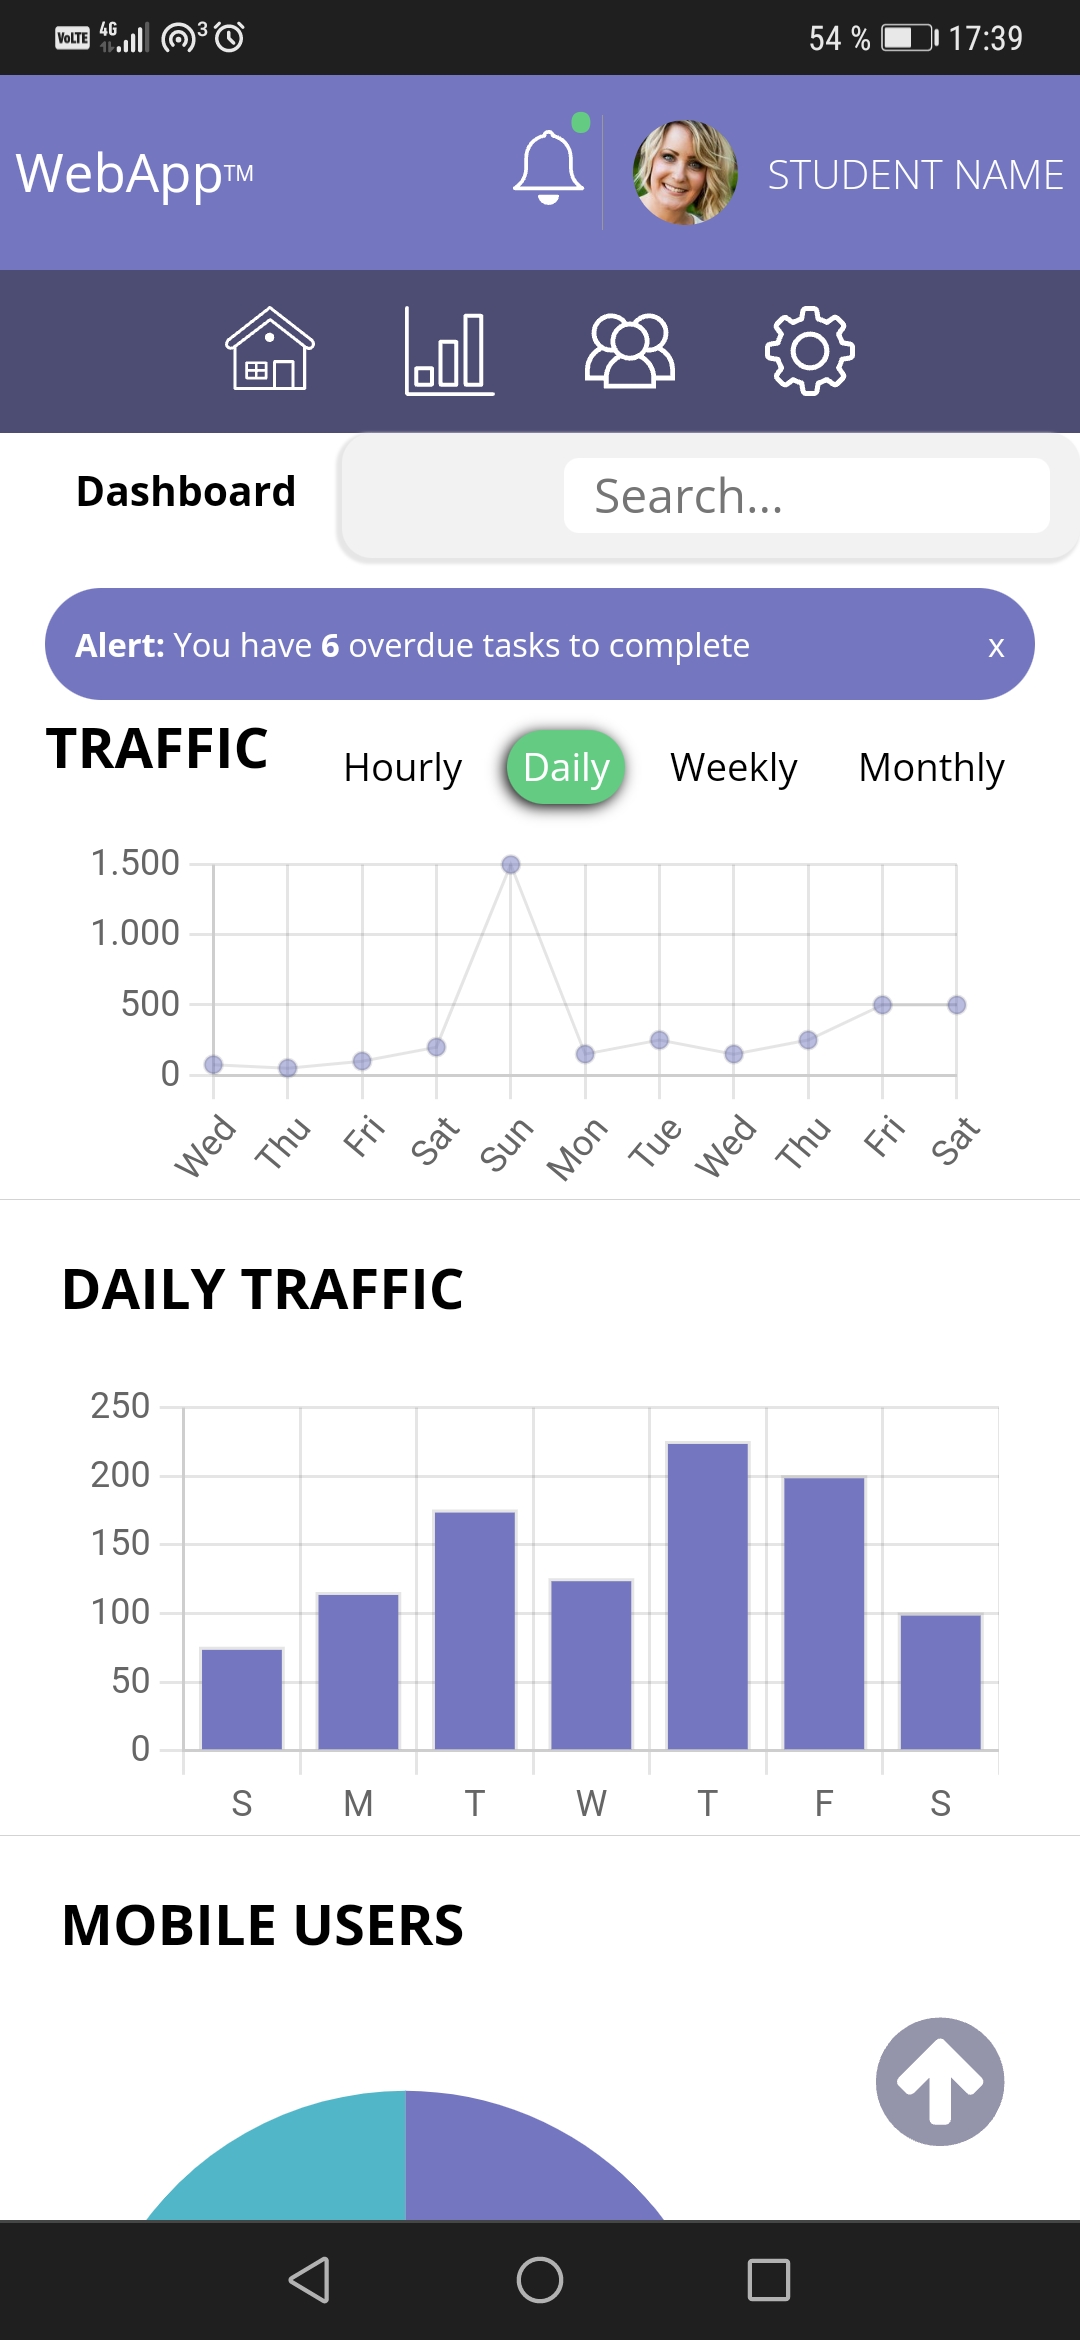 VoLTE 4G 3 54 % 17:39
WebApp™ STUDENT NAME
Dashboard Search...
Alert: You have 6 overdue tasks to complete x
TRAFFIC Hourly Daily Weekly Monthly
1.500
1.000
500
0
Wed Thu Fri Sat Sun Mon Tue Wed Thu Fri Sat
DAILY TRAFFIC
250
200
150
100
50
0
S M T W T F S
MOBILE USERS